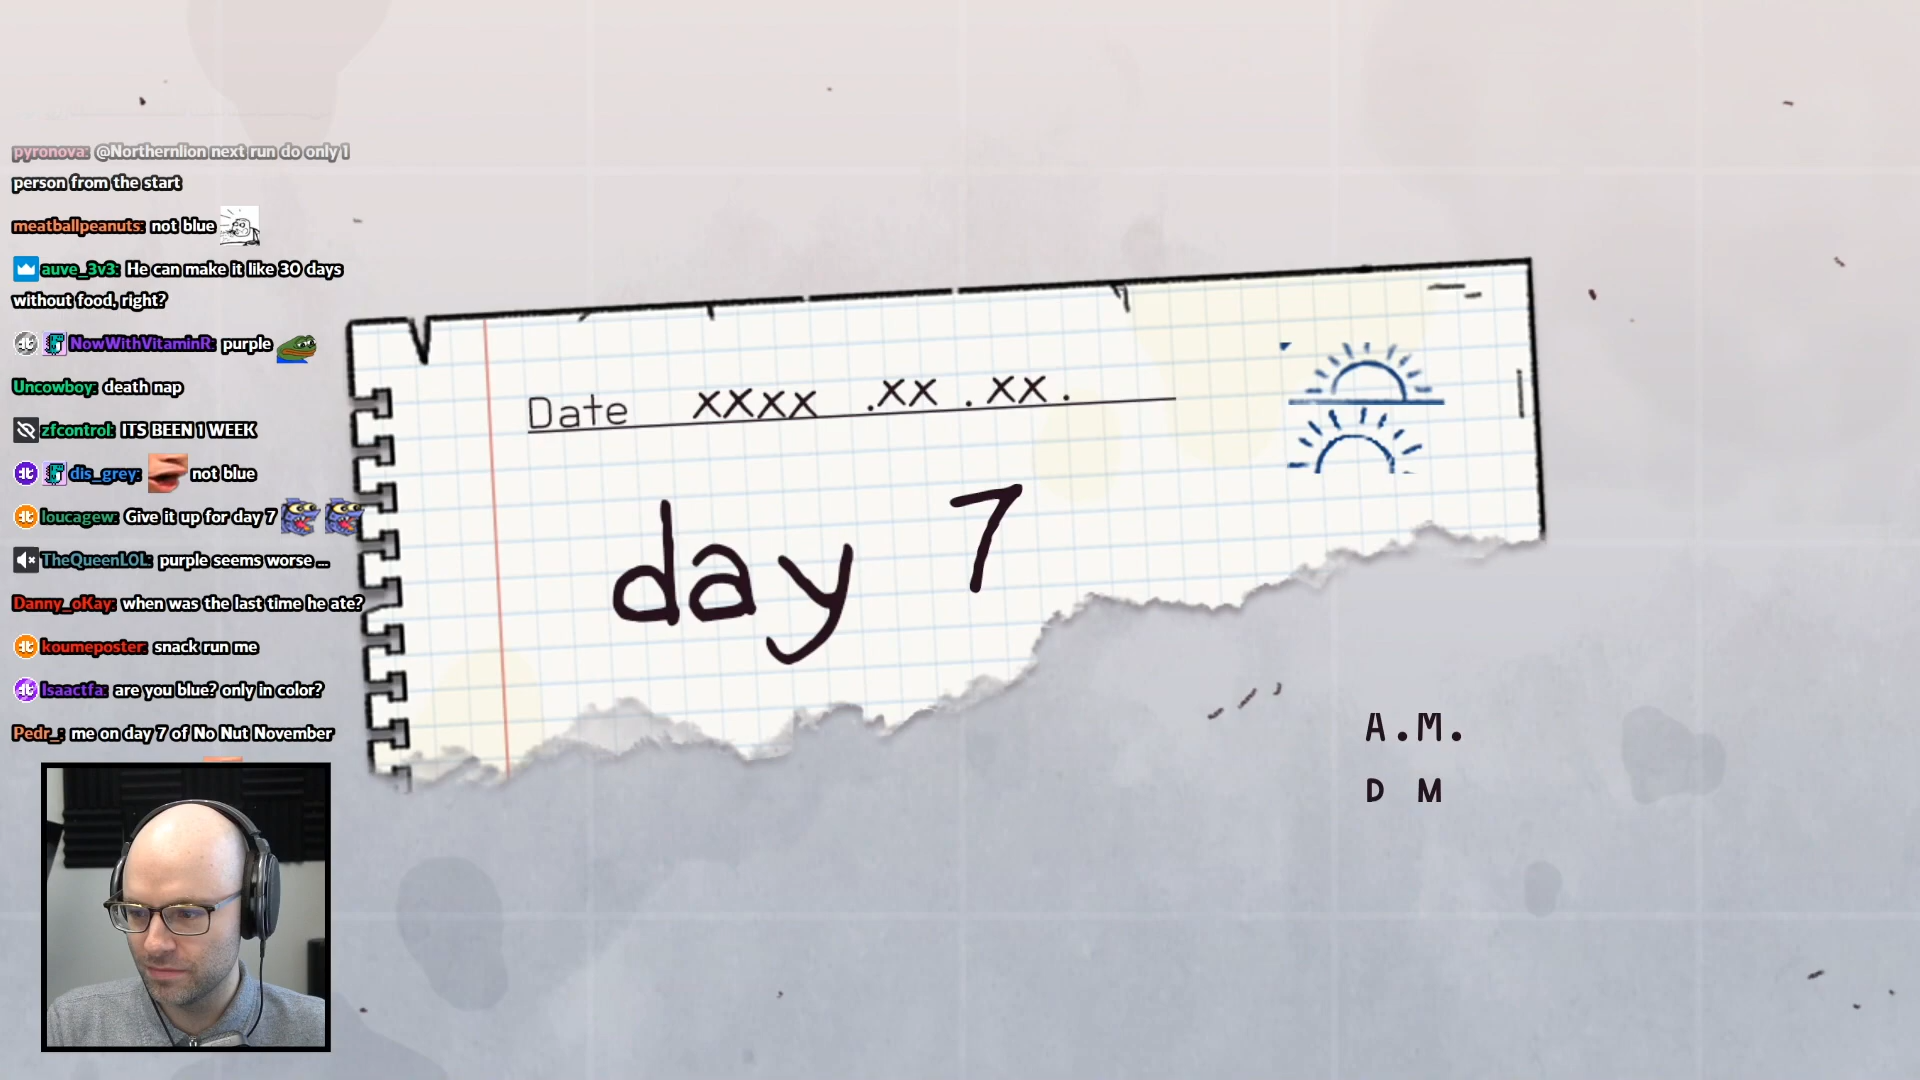 pyronova: @Northernlion next run do only 1
person from the start
meatballpeanuts: not blue
auve_3v3: He can make it like 30 days
without food, right?
NowWithVitaminR: purple
Uncowboy: death nap
zfcontrol: ITS BEEN 1 WEEK
dis_grey: not blue
loucagew: Give it up for day 7
TheQueenLOL: purple seems worse ...
Danny_oKay: when was the last time he ate?
koumeposter: snack run me
Isaactfa: are you blue? only in color?
Pedr_: me on day 7 of No Nut November
Date xxxx .xx . xx .
day 7
A.M.
D M